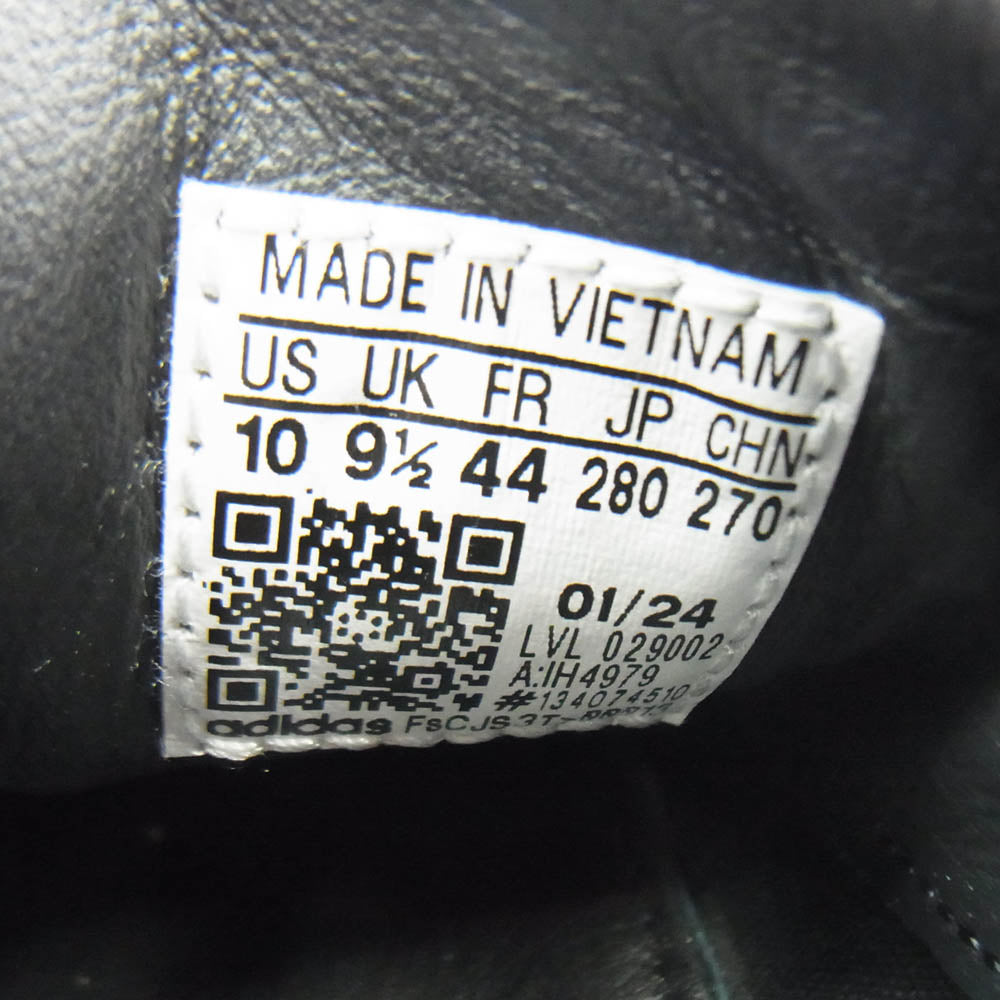 MADE IN VIETNAM
US UK FR JP CHN
10 9½ 44 280 270
01/24
LVL 029002
A:IH4979
#134074510
adidas